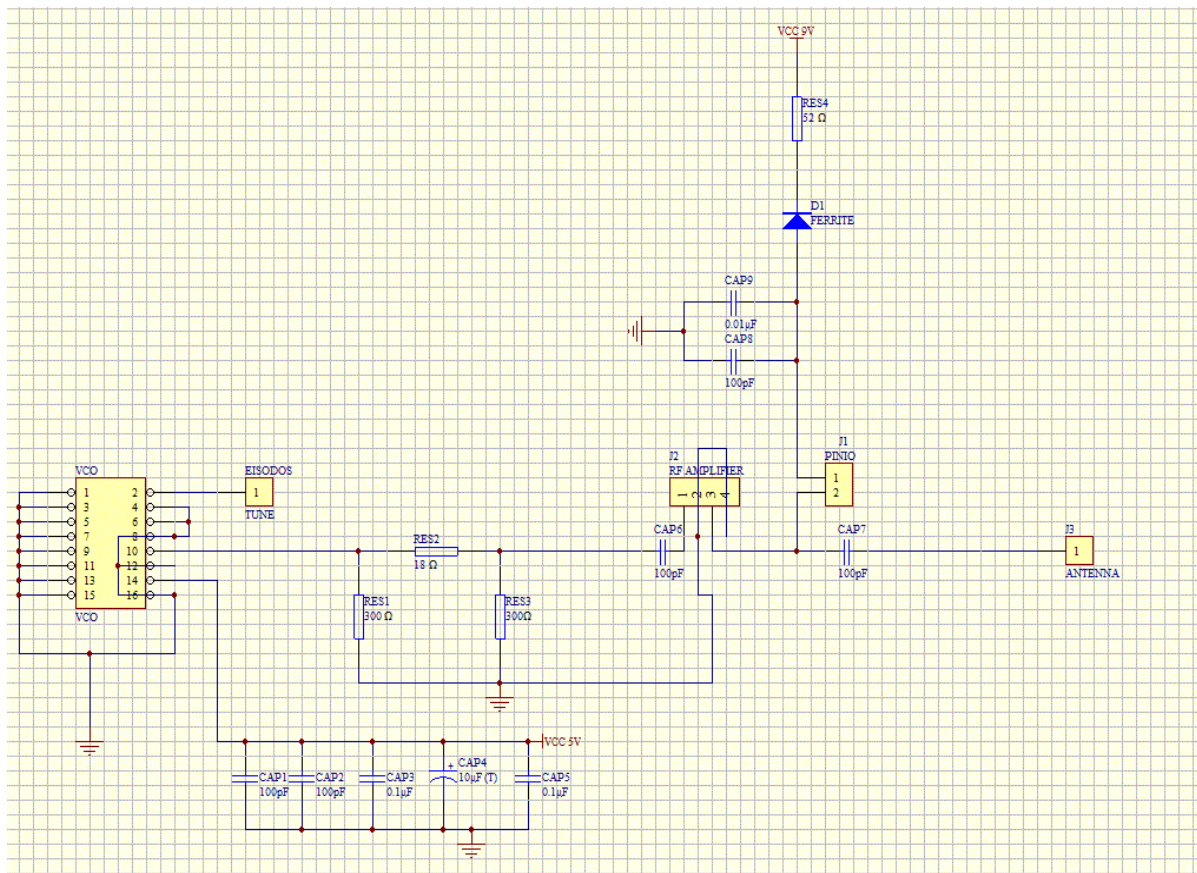 VCC 9V
RES4
52 Ω
D1
FERRITE
CAP9
0.01µF
CAP8
100pF
J1
PINIO
1
2
J2
RF AMPLIFIER
1 2 3 4
VCO
1 2
3 4
5 6
7 8
9 10
11 12
13 14
15 16
VCO
EISODOS
1
TUNE
RES2
18 Ω
CAP6
100pF
CAP7
100pF
J3
1
ANTENNA
RES1
300 Ω
RES3
300Ω
VCC 5V
CAP1
100pF
CAP2
100pF
CAP3
0.1µF
+
CAP4
10µF (T)
CAP5
0.1µF